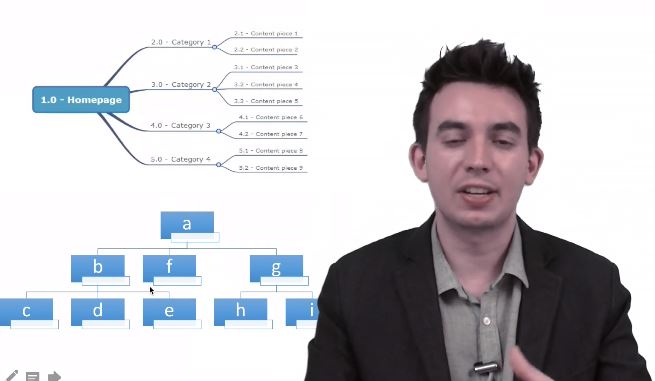 2.1 - Content piece 1
2.0 - Category 1
2.2 - Content piece 2
3.1 - Content piece 3
3.0 - Category 2
3.2 - Content piece 4
1.0 - Homepage
3.3 - Content piece 5
4.1 - Content piece 6
4.0 - Category 3
4.2 - Content piece 7
5.1 - Content piece 8
5.0 - Category 4
5.2 - Content piece 9
a
b f g
c d e h i